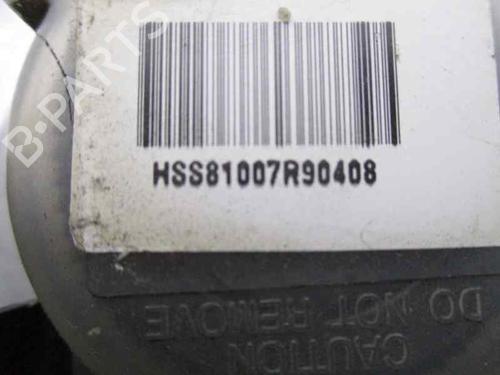 B-PARTS
HSS81007R90408
CAUTION
DO NOT REMOVE